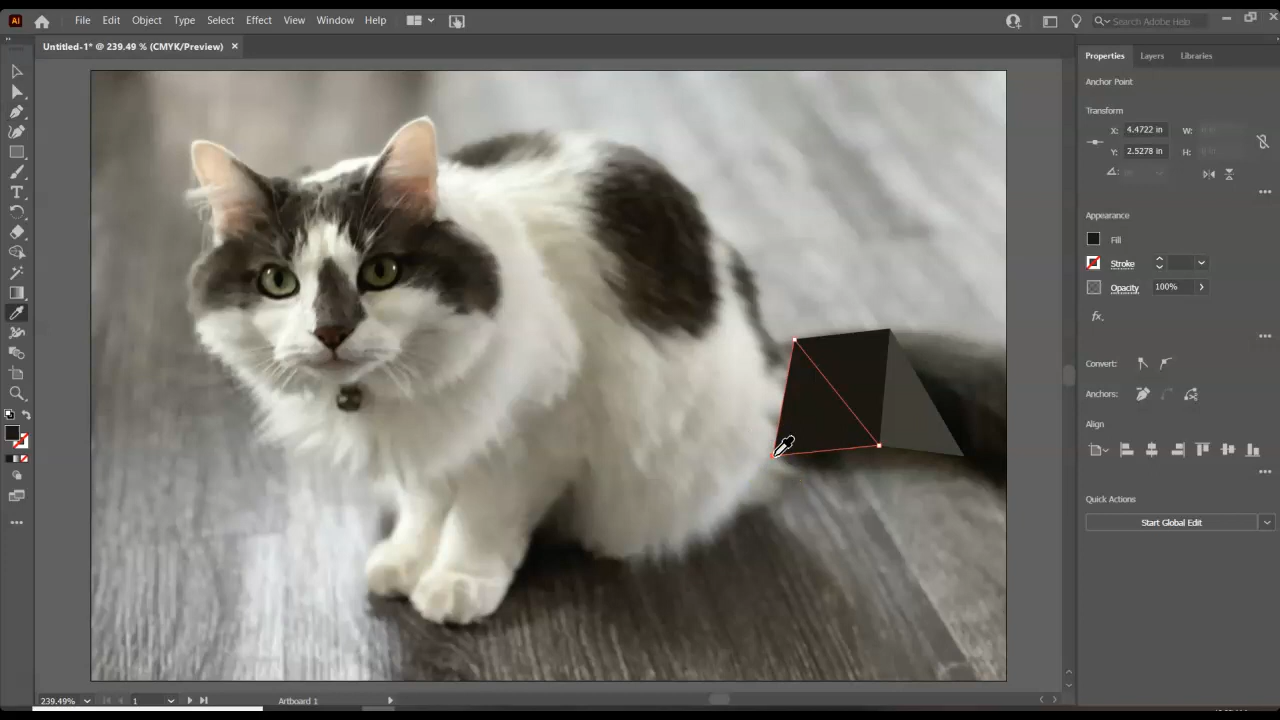 Ai File Edit Object Type Select Effect View Window Help Search Adobe Help
Untitled-1* @ 239.49 % (CMYK/Preview) ×
Properties Layers Libraries
Anchor Point
Transform
X: 4.4722 in W:
Y: 2.5278 in H:
Appearance
Fill
Stroke
Opacity 100%
fx.
Convert:
Anchors:
Align
Quick Actions
Start Global Edit
239.49% 1 Artboard 1